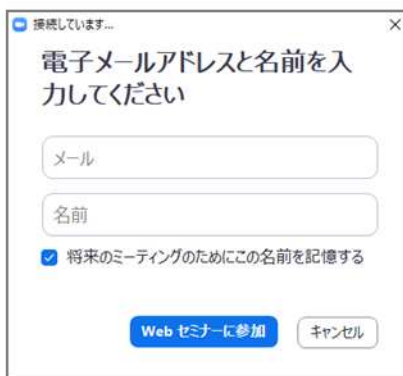 接続しています...
電子メールアドレスと名前を入
力してください
メール
名前
将来のミーティングのためにこの名前を記憶する
Web セミナーに参加
キャンセル